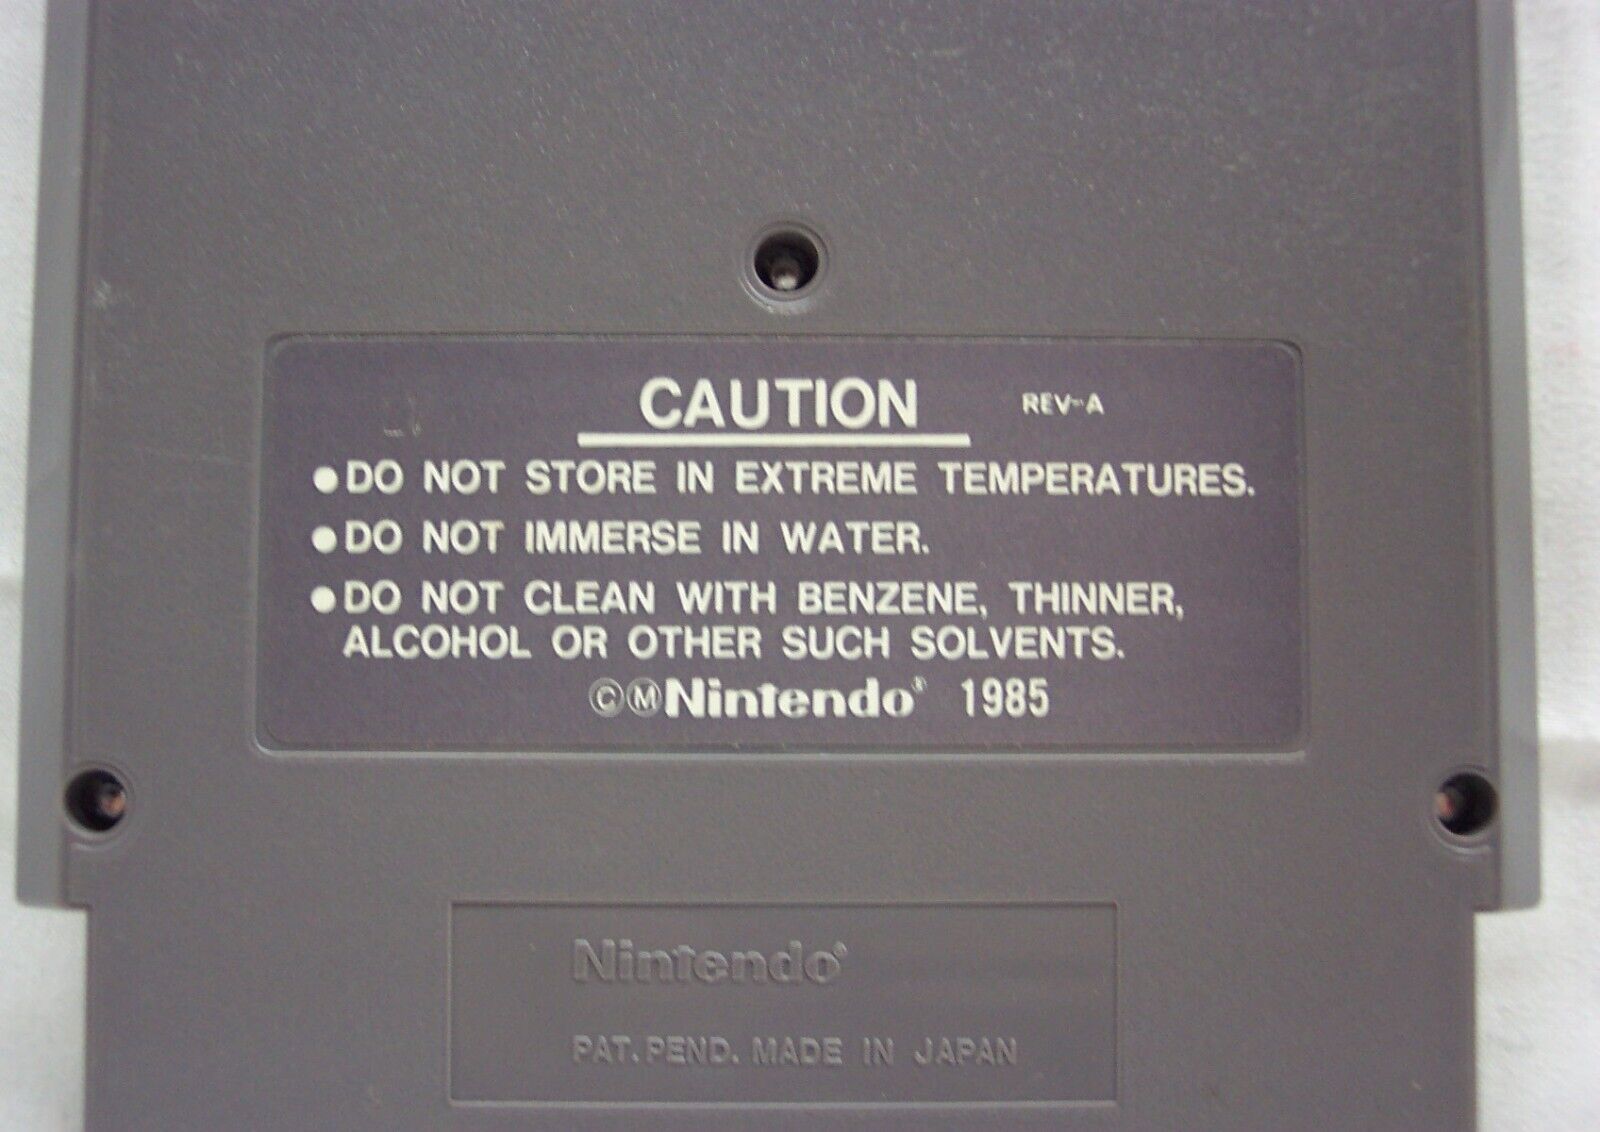 CAUTION REV-A
●DO NOT STORE IN EXTREME TEMPERATURES.
●DO NOT IMMERSE IN WATER.
●DO NOT CLEAN WITH BENZENE, THINNER,
ALCOHOL OR OTHER SUCH SOLVENTS.
©ⓂNintendo® 1985
Nintendo®
PAT. PEND. MADE IN JAPAN